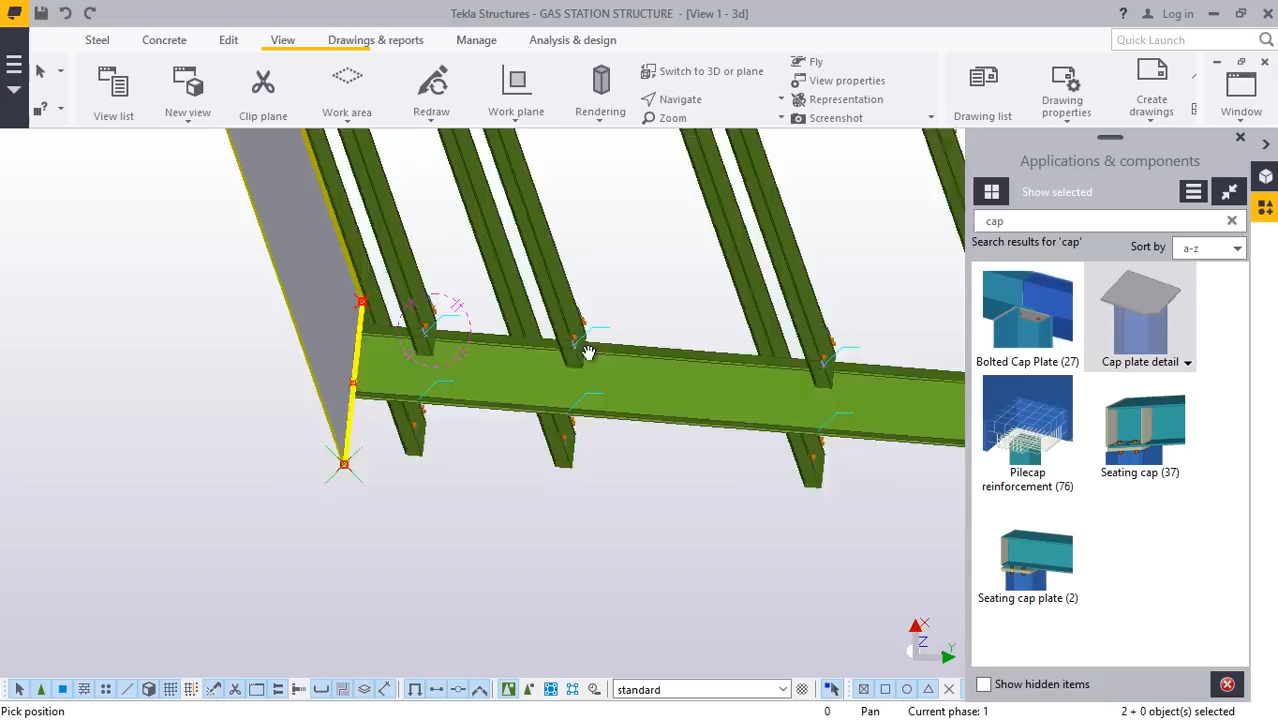 Tekla Structures - GAS STATION STRUCTURE - [View 1 - 3d]
Log in
Steel Concrete Edit View Drawings & reports Manage Analysis & design
Quick Launch
View list
New view
Clip plane
Work area
Redraw
Work plane
Rendering
Switch to 3D or plane
Navigate
Zoom
Fly
View properties
Representation
Screenshot
Drawing list
Drawing properties
Create drawings
Window
Applications & components
Show selected
cap
Search results for 'cap'
Sort by
a-z
Bolted Cap Plate (27)
Cap plate detail
Pilecap reinforcement (76)
Seating cap (37)
Seating cap plate (2)
X
Z
Y
standard
Show hidden items
Pick position
0
Pan
Current phase: 1
2 + 0 object(s) selected